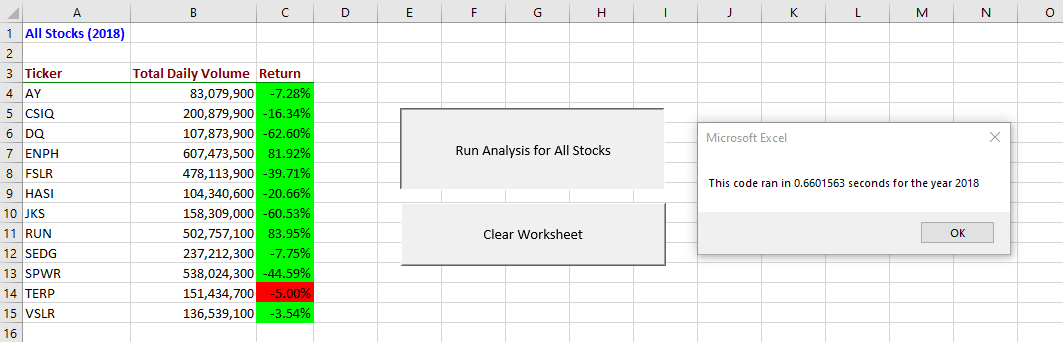 A B C D E F G H I J K L M N O
1 All Stocks (2018)
2
3 Ticker Total Daily Volume Return
4 AY 83,079,900 -7.28%
5 CSIQ 200,879,900 -16.34%
6 DQ 107,873,900 -62.60%
7 ENPH 607,473,500 81.92%
8 FSLR 478,113,900 -39.71%
9 HASI 104,340,600 -20.66%
10 JKS 158,309,000 -60.53%
11 RUN 502,757,100 83.95%
12 SEDG 237,212,300 -7.75%
13 SPWR 538,024,300 -44.59%
14 TERP 151,434,700 -5.00%
15 VSLR 136,539,100 -3.54%
16
Run Analysis for All Stocks
Clear Worksheet
Microsoft Excel
This code ran in 0.6601563 seconds for the year 2018
OK